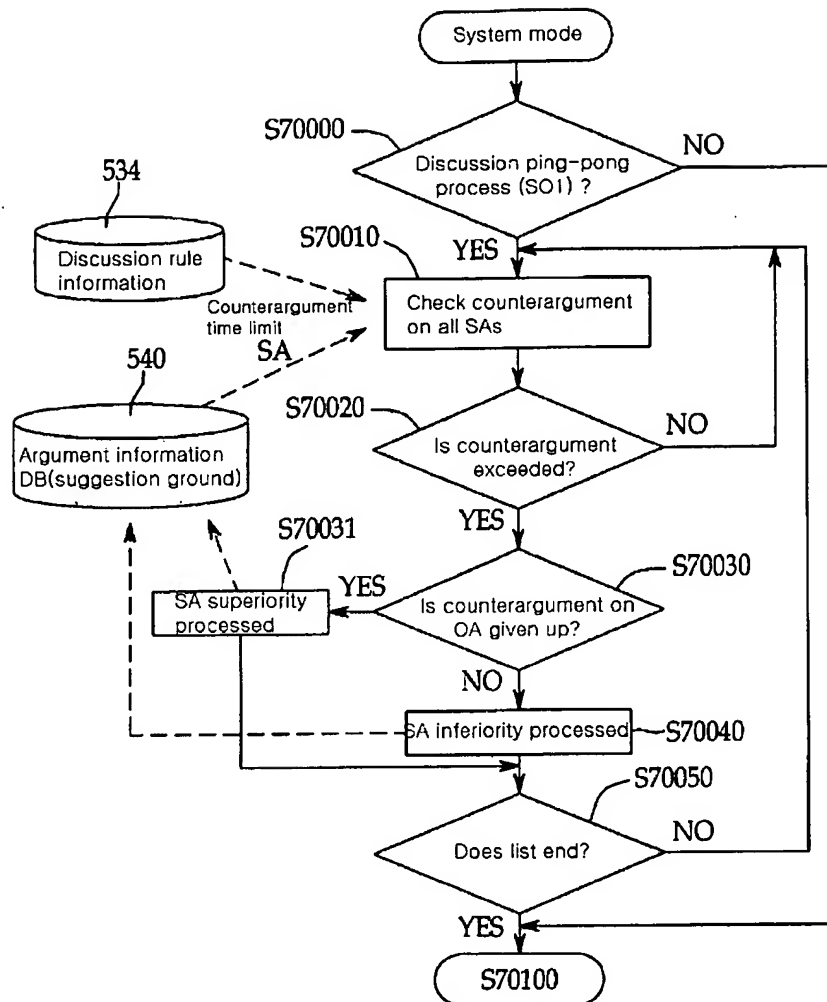 System mode
S70000
NO
Discussion ping-pong
process (SO1) ?
534
S70010
YES
Discussion rule
information
Check counterargument
on all SAs
Counterargument
time limit
SA
540
S70020
NO
Is counterargument
exceeded?
Argument information
DB(suggestion ground)
YES
S70031
S70030
YES
SA superiority
processed
Is counterargument on
OA given up?
NO
SA inferiority processed
S70040
S70050
NO
Does list end?
YES
S70100